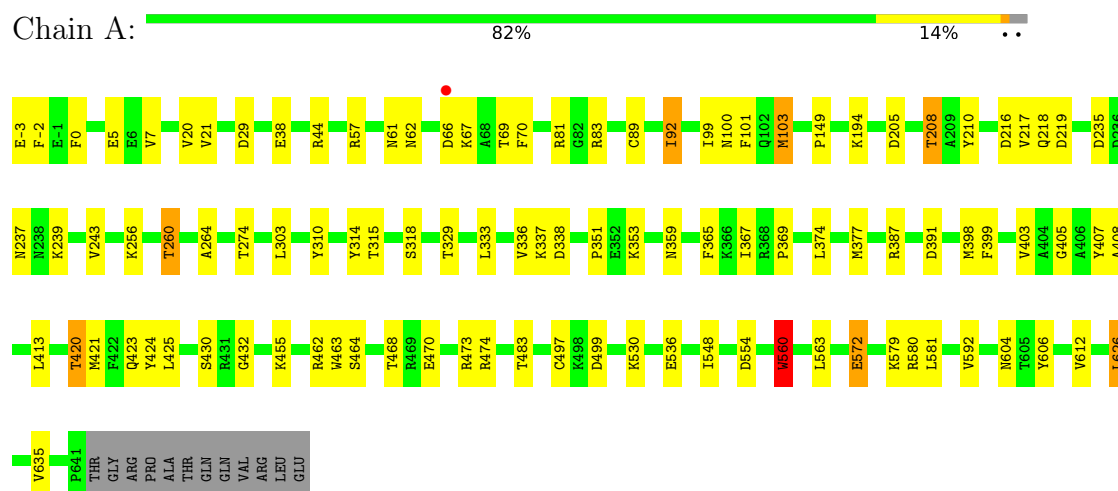 Chain A:
82% 14% • •
E-3 F-2 E-1 F0 E5 E6 V7 V20 V21 D29 E38 R44 R57 N61 N62 D66 K67 A68 T69 F70 R81 G82 R83 C89 I92 I99 N100 F101 Q102 M103 P149 K194 D205 T208 A209 Y210 D216 V217 Q218 D219 D235 D236
N237 N238 K239 V243 K256 T260 A264 T274 L303 Y310 Y314 T315 S318 T329 L333 V336 K337 D338 P351 E352 K353 N359 F365 K366 I367 R368 P369 L374 M377 R387 D391 M398 F399 V403 A404 G405 A406 Y407 A408
L413 T420 M421 F422 Q423 Y424 L425 S430 R431 G432 K455 R462 W463 S464 T468 R469 E470 R473 R474 T483 C497 K498 D499 K530 E536 I548 D554 W560 L563 E572 K579 R580 L581 V592 N604 T605 Y606 V612 L626
V635 P641 THR GLY ARG PRO ALA THR GLN GLN VAL ARG LEU GLU